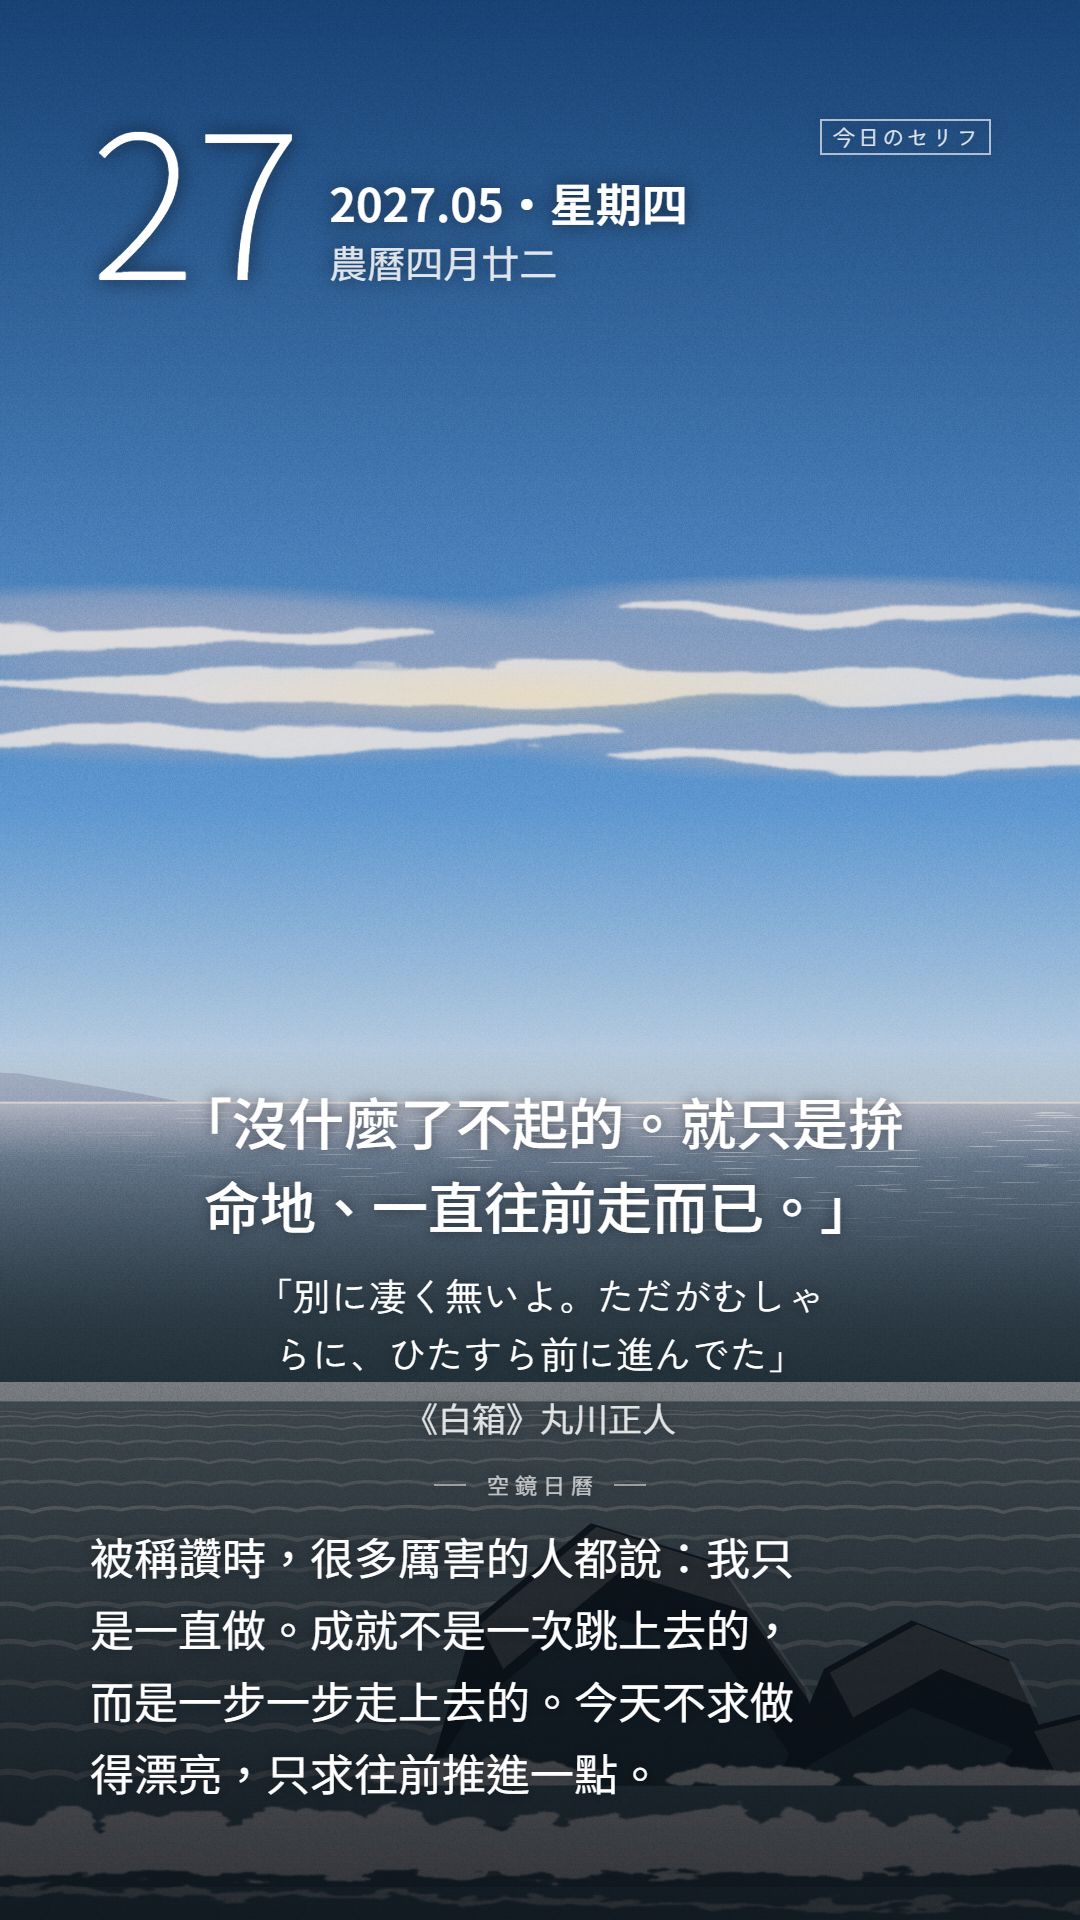 27
今日のセリフ
2027.05・星期四
農曆四月廿二
「沒什麼了不起的。就只是拚
命地、一直往前走而已。」
「別に凄く無いよ。ただがむしゃ
らに、ひたすら前に進んでた」
《白箱》丸川正人
空鏡日曆
被稱讚時，很多厲害的人都說：我只
是一直做。成就不是一次跳上去的，
而是一步一步走上去的。今天不求做
得漂亮，只求往前推進一點。